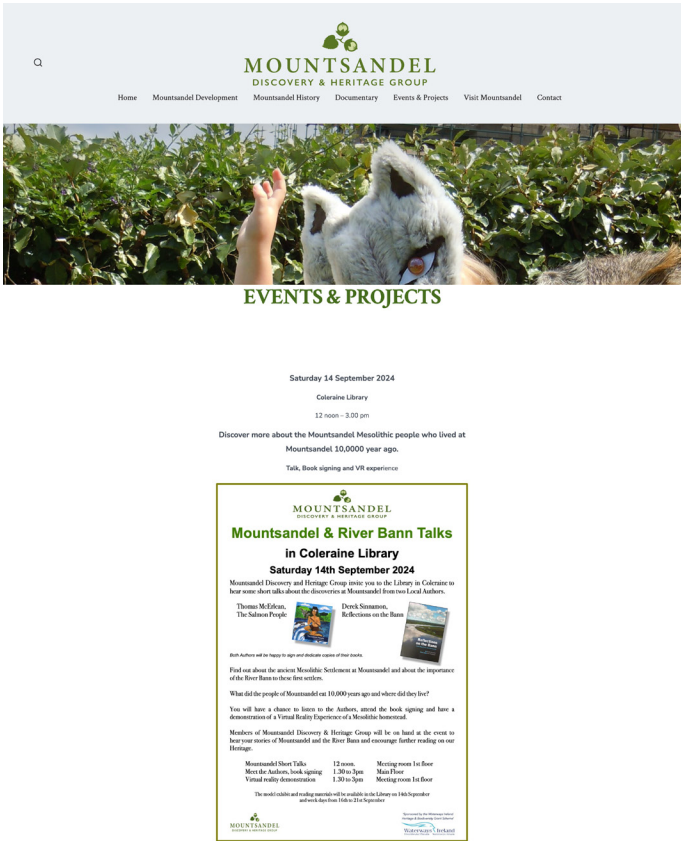 MOUNTSANDEL
DISCOVERY & HERITAGE GROUP
Home Mountsandel Development Mountsandel History Documentary Events & Projects Visit Mountsandel Contact
EVENTS & PROJECTS
Saturday 14 September 2024
Coleraine Library
12 noon – 3.00 pm
Discover more about the Mountsandel Mesolithic people who lived at
Mountsandel 10,0000 year ago.
Talk, Book signing and VR experience
MOUNTSANDEL
DISCOVERY & HERITAGE GROUP
Mountsandel & River Bann Talks
in Coleraine Library
Saturday 14th September 2024
Mountsandel Discovery and Heritage Group invite you to the Library in Coleraine to
hear some short talks about the discoveries at Mountsandel from two Local Authors.
Thomas McErlean,
The Salmon People
Derek Sinnamon,
Reflections on the Bann
Reflections
on the Bann
Both Authors will be happy to sign and dedicate copies of their books.
Find out about the ancient Mesolithic Settlement at Mountsandel and about the importance
of the River Bann to these first settlers.
What did the people of Mountsandel eat 10,000 years ago and where did they live?
You will have a chance to listen to the Authors, attend the book signing and have a
demonstration of a Virtual Reality Experience of a Mesolithic homestead.
Members of Mountsandel Discovery & Heritage Group will be on hand at the event to
hear your stories of Mountsandel and the River Bann and encourage further reading on our
Heritage.
Mountsandel Short Talks 12 noon. Meeting room 1st floor
Meet the Authors, book signing 1.30 to 3pm Main Floor
Virtual reality demonstration 1.30 to 3pm Meeting room 1st floor
The model exhibit and reading materials will be available in the Library on 14th September
and week days from 16th to 21st September
MOUNTSANDEL
DISCOVERY & HERITAGE GROUP
Waterways Ireland